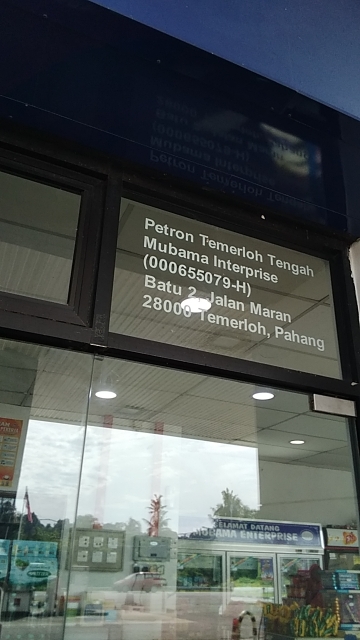 Petron Temerloh Tengah
Mubama Interprise
(000655079-H)
Batu 2, Jalan Maran
28000 Temerloh, Pahang
SELAMAT DATANG
MUBAMA ENTERPRISE